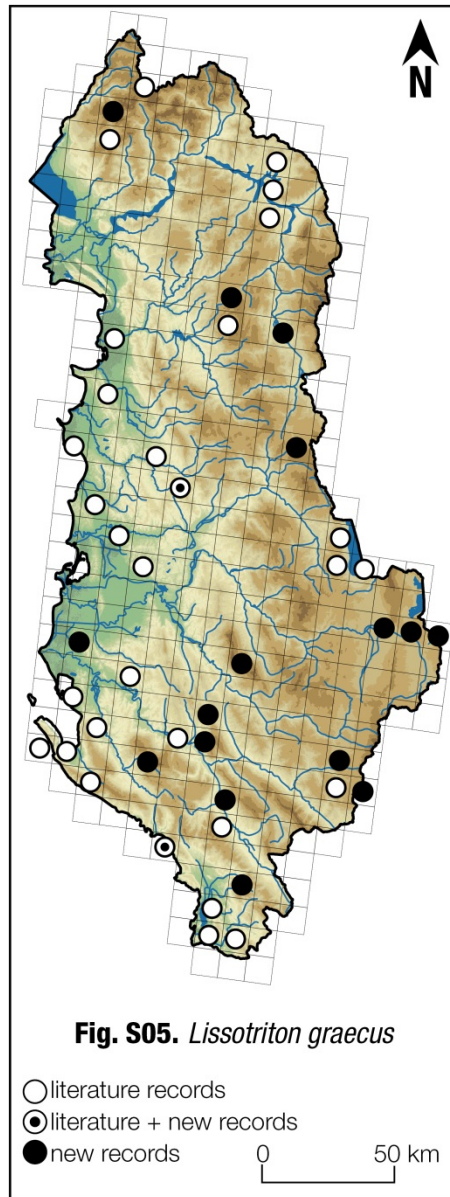 N
Fig. S05. Lissotriton graecus
literature records
literature + new records
new records
0 50 km